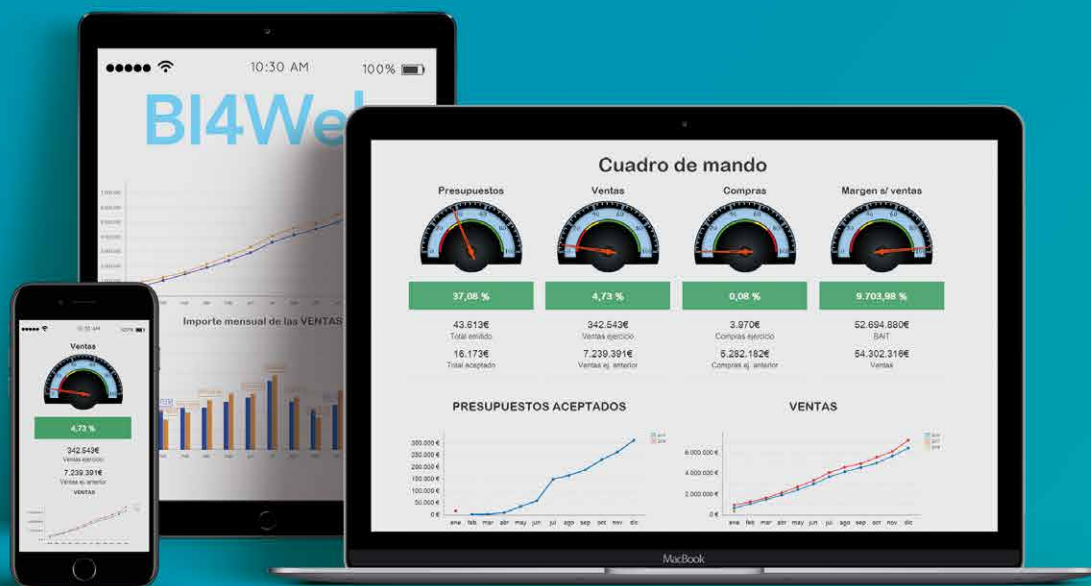 10:30 AM
100%
BI4We
Importe mensual de las VENTAS
10:30 AM
100%
Ventas
4,73 %
342.543€
Ventas ejercicio
7.239.391€
Ventas ej. anterior
VENTAS
Cuadro de mando
Presupuestos
Ventas
Compras
Margen s/ ventas
37,08 %
4,73 %
0,08 %
9.703,98 %
43.613€
Total emitido
342.543€
Ventas ejercicio
3.970€
Compras ejercicio
52.694.880€
BAIT
16.173€
Total aceptado
7.239.391€
Ventas ej. anterior
5.282.182€
Compras ej. anterior
54.302.316€
Ventas
PRESUPUESTOS ACEPTADOS
300.000 €
250.000 €
200.000 €
150.000 €
100.000 €
50.000 €
0 €
ene feb mar abr may jun jul ago sep oct nov dic
VENTAS
6.000.000 €
4.000.000 €
2.000.000 €
0 €
ene feb mar abr may jun jul ago sep oct nov dic
MacBook